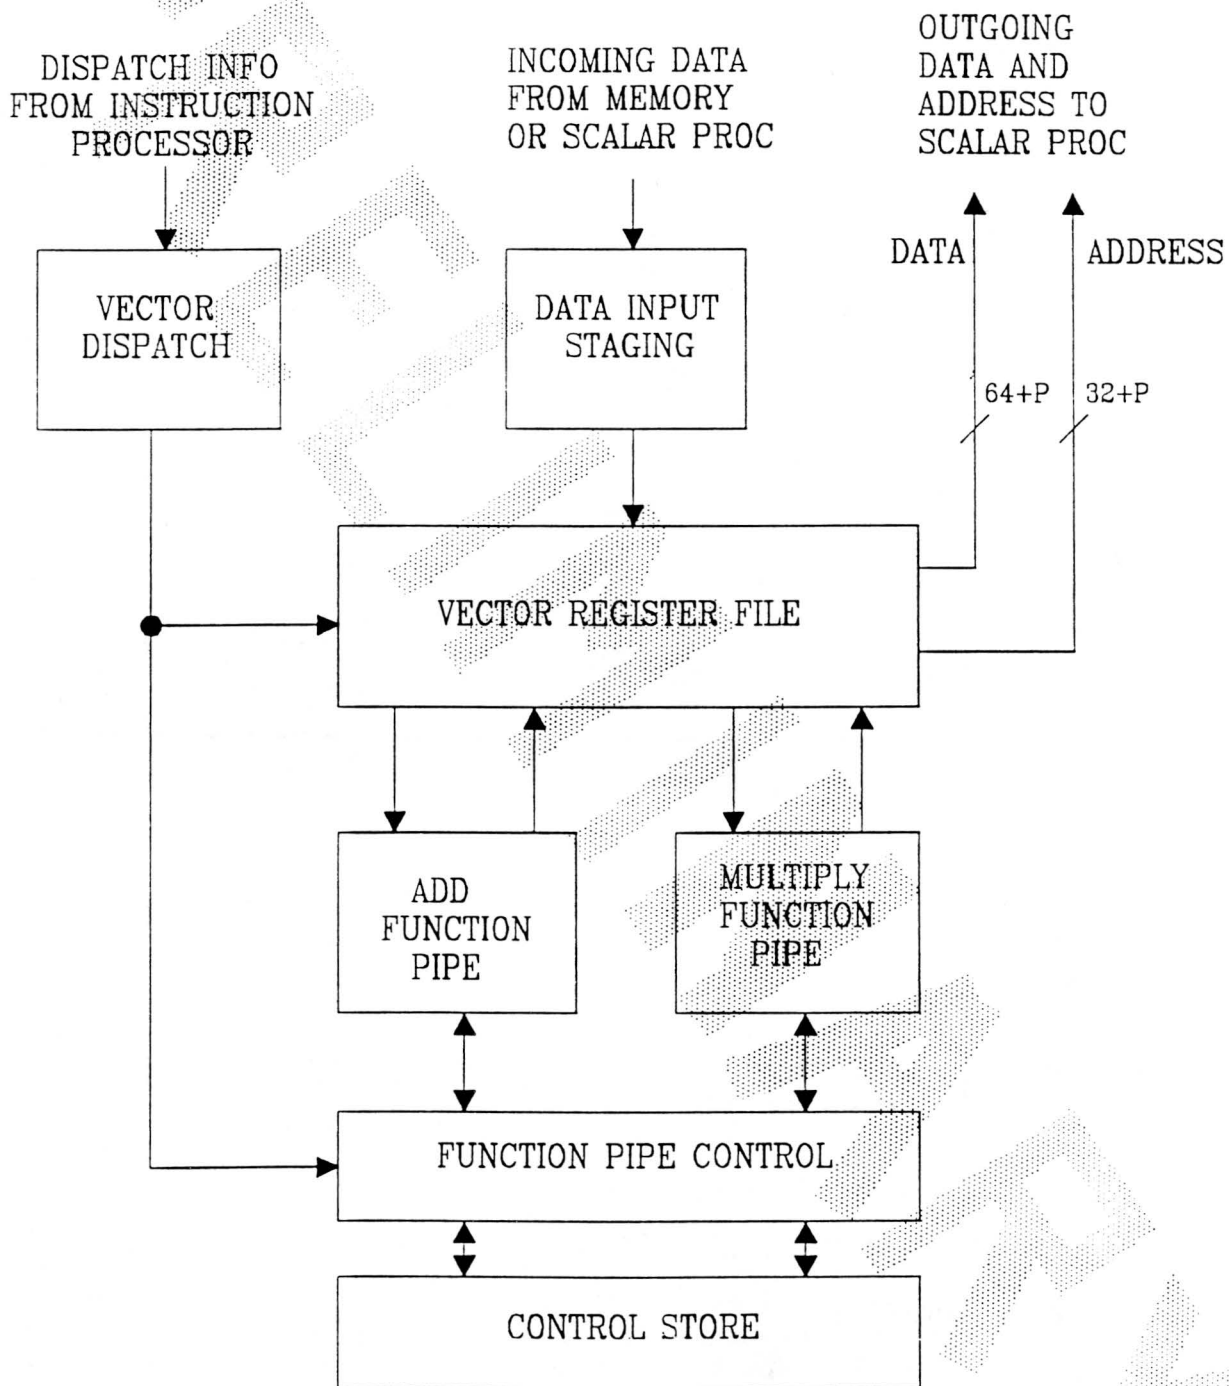 DISPATCH INFO
FROM INSTRUCTION
PROCESSOR
INCOMING DATA
FROM MEMORY
OR SCALAR PROC
OUTGOING
DATA AND
ADDRESS TO
SCALAR PROC
DATA
ADDRESS
VECTOR
DISPATCH
DATA INPUT
STAGING
64+P
32+P
VECTOR REGISTER FILE
ADD
FUNCTION
PIPE
MULTIPLY
FUNCTION
PIPE
FUNCTION PIPE CONTROL
CONTROL STORE